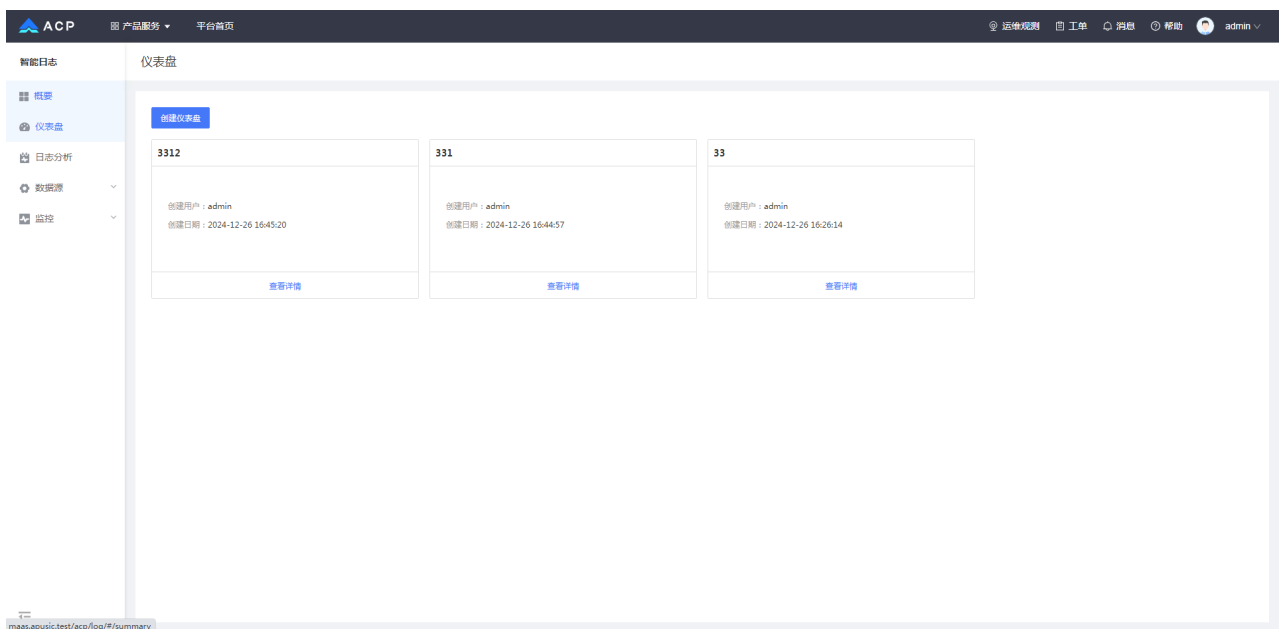 ACP 产品服务 平台首页 运维观测 工单 消息 帮助 admin
智能日志 仪表盘
概要
仪表盘
日志分析
数据源
监控
创建仪表盘
3312 331 33
创建用户：admin 创建用户：admin 创建用户：admin
创建日期：2024-12-26 16:45:20 创建日期：2024-12-26 16:44:57 创建日期：2024-12-26 16:26:14
查看详情 查看详情 查看详情
maas.apusic.test/acp/log/#/summary